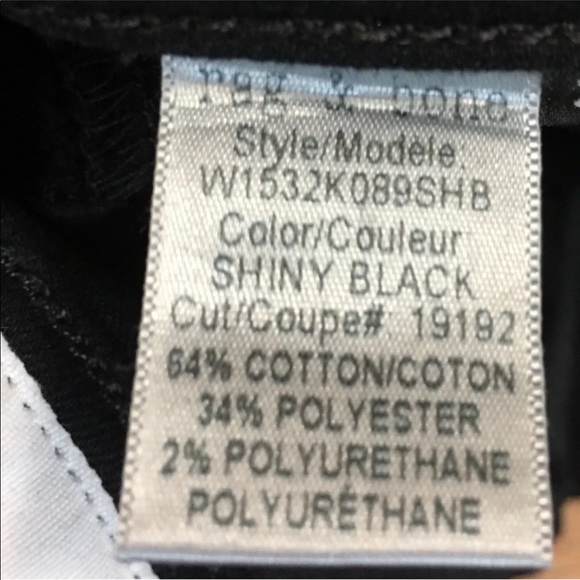 rag & bone
Style/Modèle
W1532K089SHB
Color/Couleur
SHINY BLACK
Cut/Coupe# 19192
64% COTTON/COTON
34% POLYESTER
2% POLYURETHANE
POLYURÉTHANE